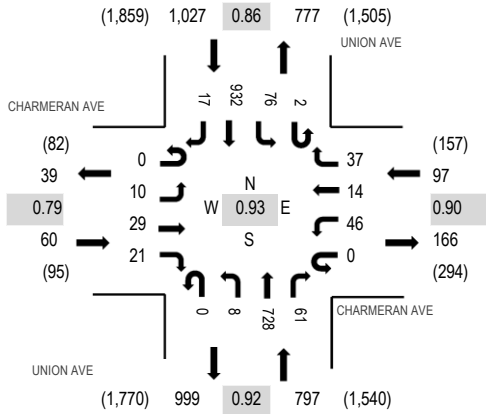 (1,859) 1,027 0.86 777 (1,505)
UNION AVE
17 932 76 2
CHARMERAN AVE
(82) (157)
39 0 37 97
10 N 14
0.79 W 0.93 E 0.90
29 46
60 S 166
21 0
(95) (294)
0 8 728 61
CHARMERAN AVE
UNION AVE
(1,770) 999 0.92 797 (1,540)